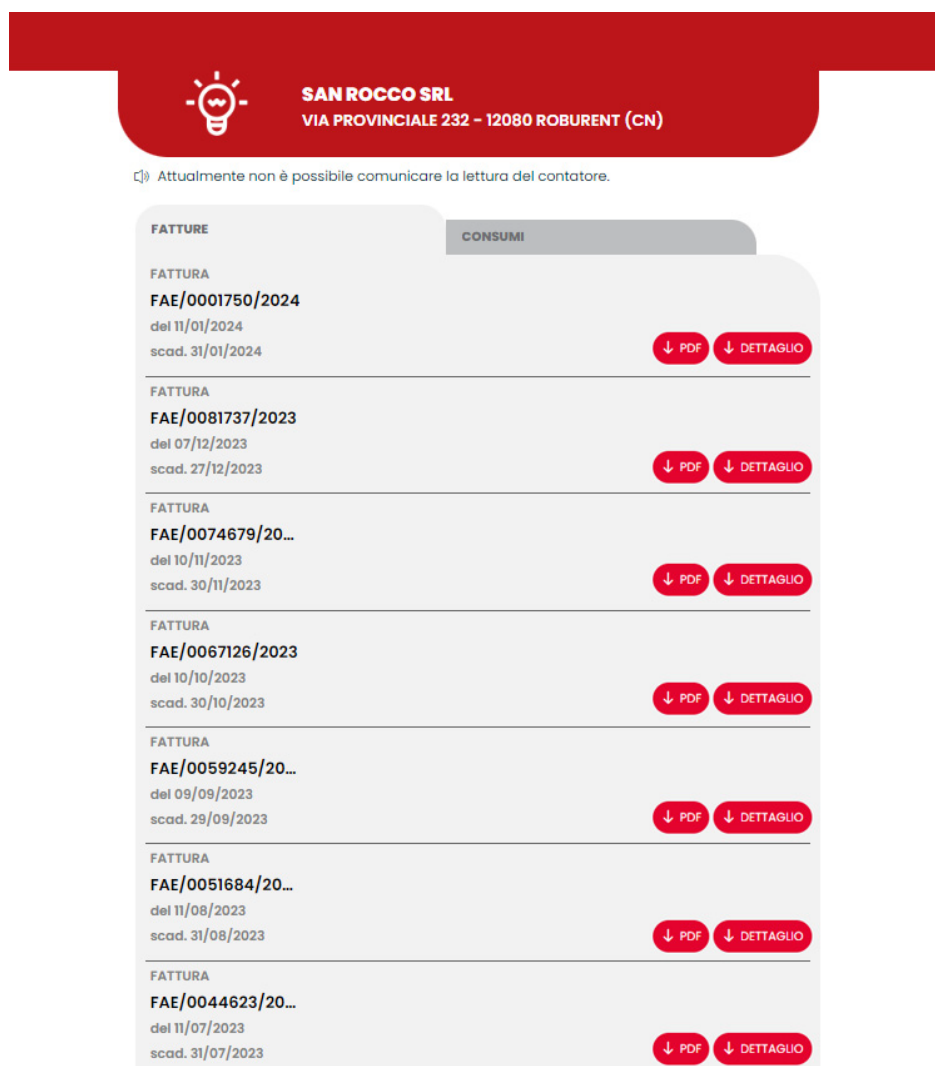 SAN ROCCO SRL
VIA PROVINCIALE 232 - 12080 ROBURENT (CN)
Attualmente non è possibile comunicare la lettura del contatore.
FATTURE
CONSUMI
FATTURA
FAE/0001750/2024
del 11/01/2024
scad. 31/01/2024
PDF DETTAGLIO
FATTURA
FAE/0081737/2023
del 07/12/2023
scad. 27/12/2023
PDF DETTAGLIO
FATTURA
FAE/0074679/20...
del 10/11/2023
scad. 30/11/2023
PDF DETTAGLIO
FATTURA
FAE/0067126/2023
del 10/10/2023
scad. 30/10/2023
PDF DETTAGLIO
FATTURA
FAE/0059245/20...
del 09/09/2023
scad. 29/09/2023
PDF DETTAGLIO
FATTURA
FAE/0051684/20...
del 11/08/2023
scad. 31/08/2023
PDF DETTAGLIO
FATTURA
FAE/0044623/20...
del 11/07/2023
scad. 31/07/2023
PDF DETTAGLIO